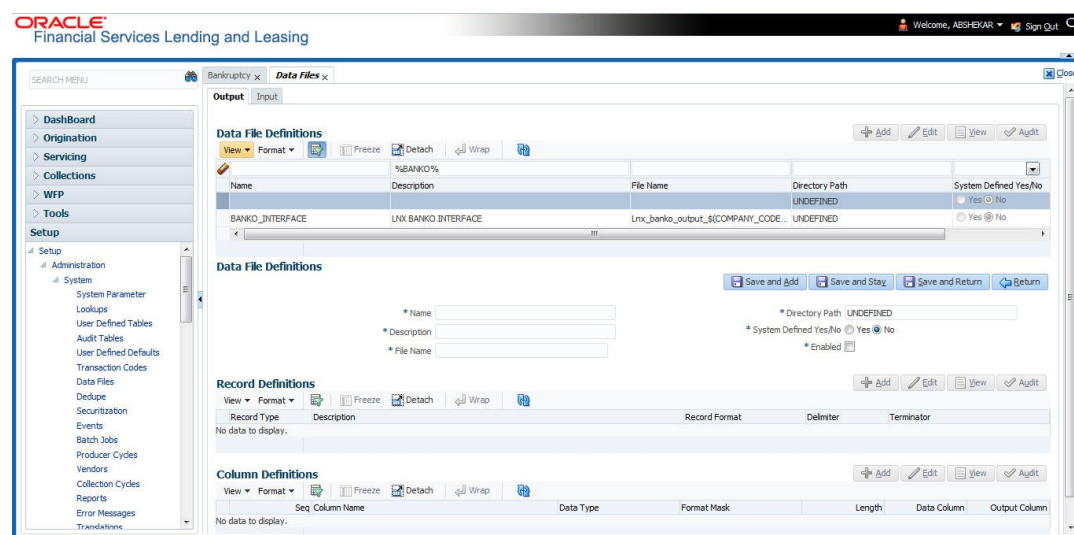 ORACLE
Financial Services Lending and Leasing
Welcome, ABSHEKAR
Sign Out
SEARCH MENU
DashBoard
Origination
Servicing
Collections
WFP
Tools
Setup
Setup
Administration
System
System Parameter
Lookups
User Defined Tables
Audit Tables
User Defined Defaults
Transaction Codes
Data Files
Dedupe
Securitization
Events
Batch Jobs
Producer Cycles
Vendors
Collection Cycles
Reports
Error Messages
Translations
Bankruptcy x Data Files x
Close
Output Input
Data File Definitions
Add Edit View Audit
View Format Freeze Detach Wrap
%BANKO%
Name Description File Name Directory Path System Defined Yes/No
UNDEFINED Yes No
BANKO_INTERFACE LNX BANKO INTERFACE Lnx_banko_output_$(COMPANY_CODE... UNDEFINED Yes No
Data File Definitions
Save and Add Save and Stay Save and Return Return
* Name
* Description
* File Name
* Directory Path UNDEFINED
* System Defined Yes/No Yes No
* Enabled
Record Definitions
Add Edit View Audit
View Format Freeze Detach Wrap
Record Type Description Record Format Delimiter Terminator
No data to display.
Column Definitions
Add Edit View Audit
View Format Freeze Detach Wrap
Seq Column Name Data Type Format Mask Length Data Column Output Column
No data to display.